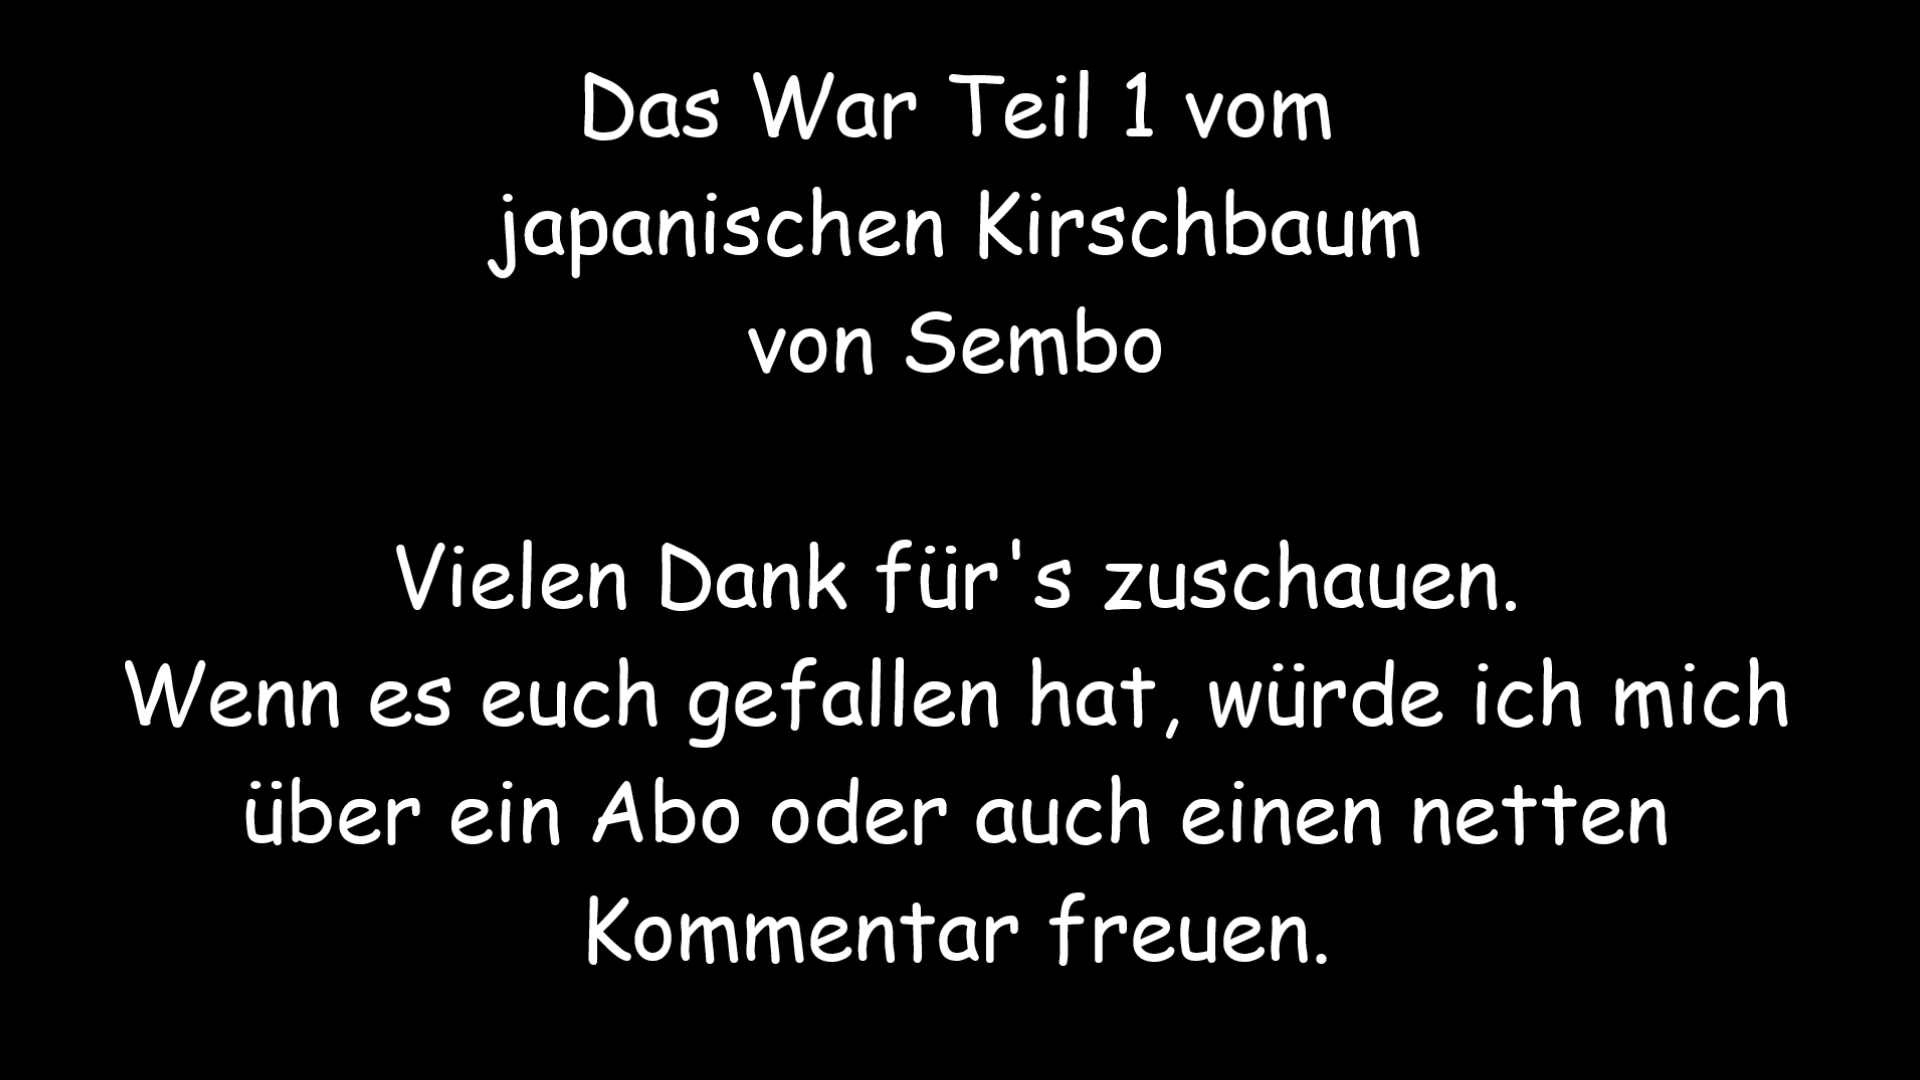 Das War Teil 1 vom
japanischen Kirschbaum
von Sembo
Vielen Dank für's zuschauen.
Wenn es euch gefallen hat, würde ich mich
über ein Abo oder auch einen netten
Kommentar freuen.